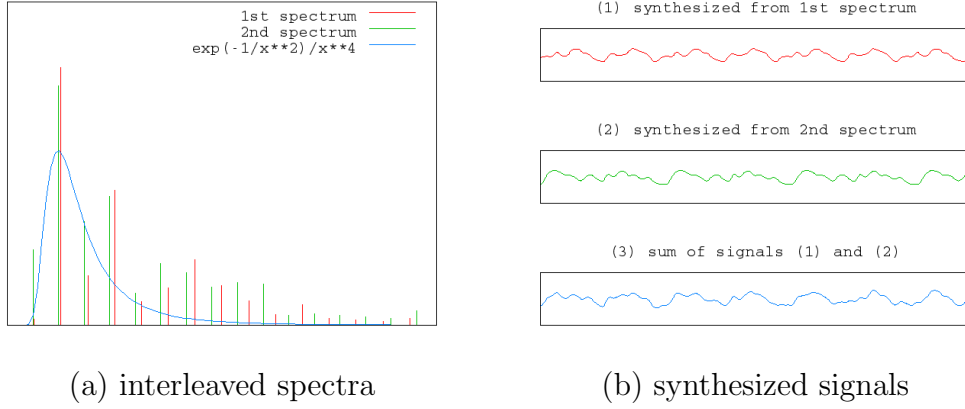 1st spectrum
2nd spectrum
exp(-1/x**2)/x**4
(a) interleaved spectra
(1) synthesized from 1st spectrum
(2) synthesized from 2nd spectrum
(3) sum of signals (1) and (2)
(b) synthesized signals